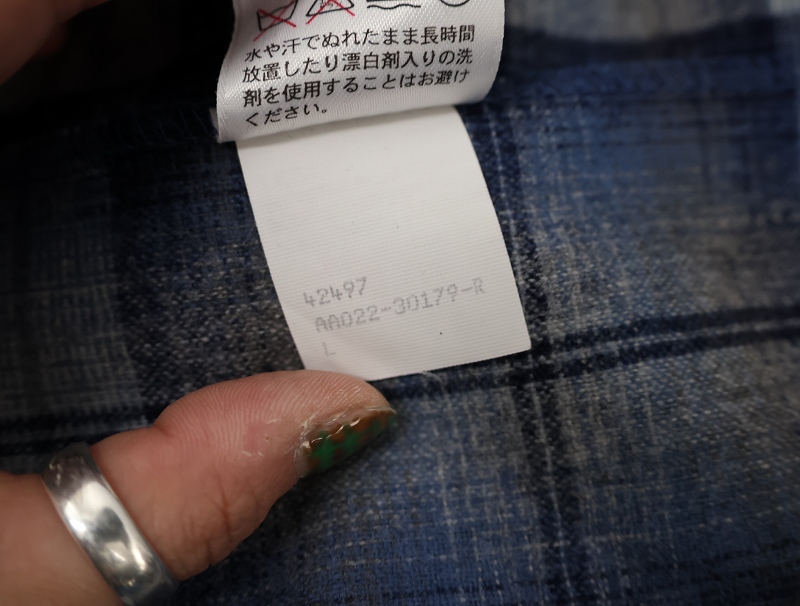 水や汗でぬれたまま長時間
放置したり漂白剤入りの洗
剤を使用することはお避け
ください。
42497
AA022-30179-R
L